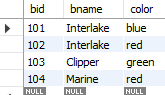 bid bname color
101 Interlake blue
102 Interlake red
103 Clipper green
104 Marine red
NULL NULL NULL